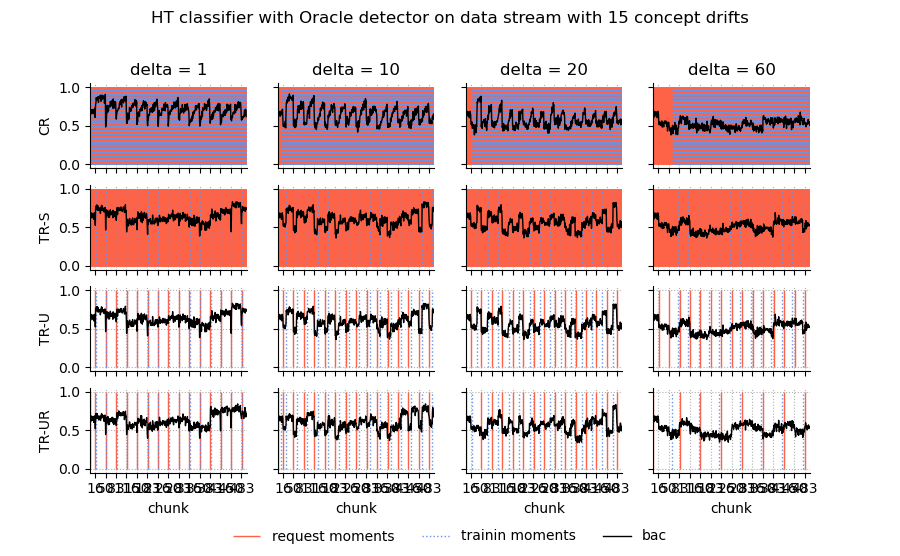 HT classifier with Oracle detector on data stream with 15 concept drifts
delta = 1 delta = 10 delta = 20 delta = 60
CR
1.0
0.5
0.0
TR-S
1.0
0.5
0.0
TR-U
1.0
0.5
0.0
TR-UR
1.0
0.5
0.0
chunk chunk chunk chunk
request moments trainin moments bac